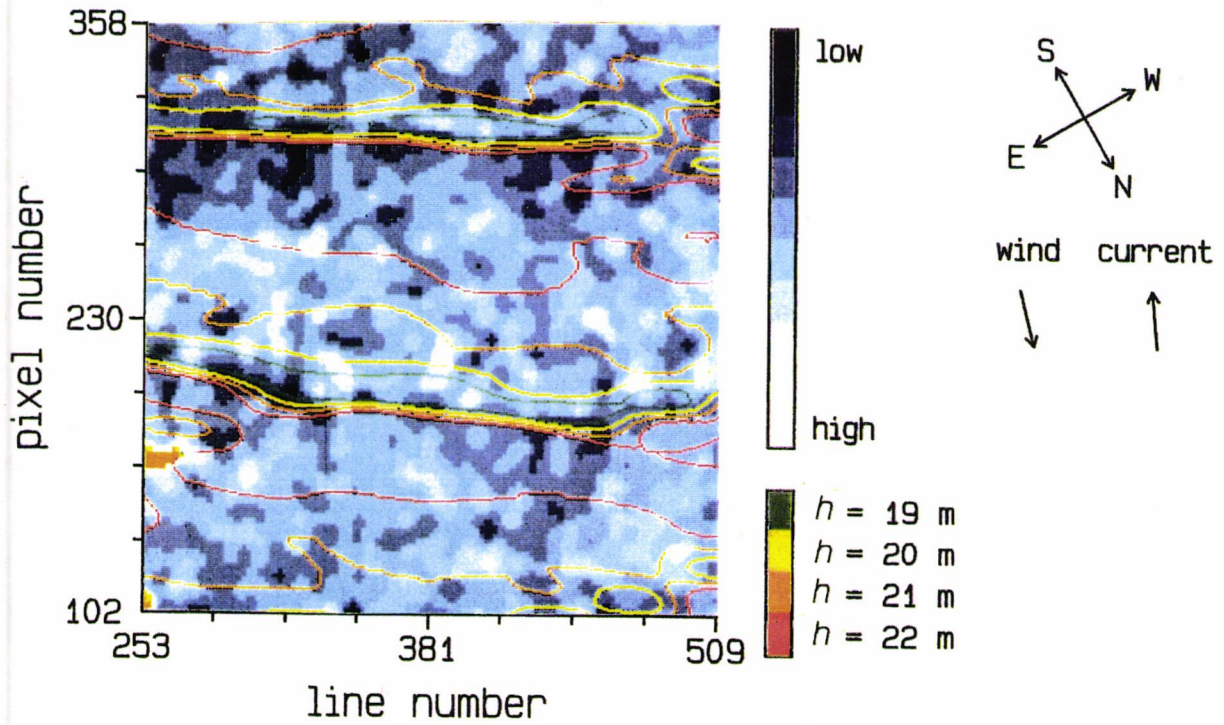 358
230
102
pixel number
253
381
509
line number
low
high
h = 19 m
h = 20 m
h = 21 m
h = 22 m
S
W
E
N
wind
current